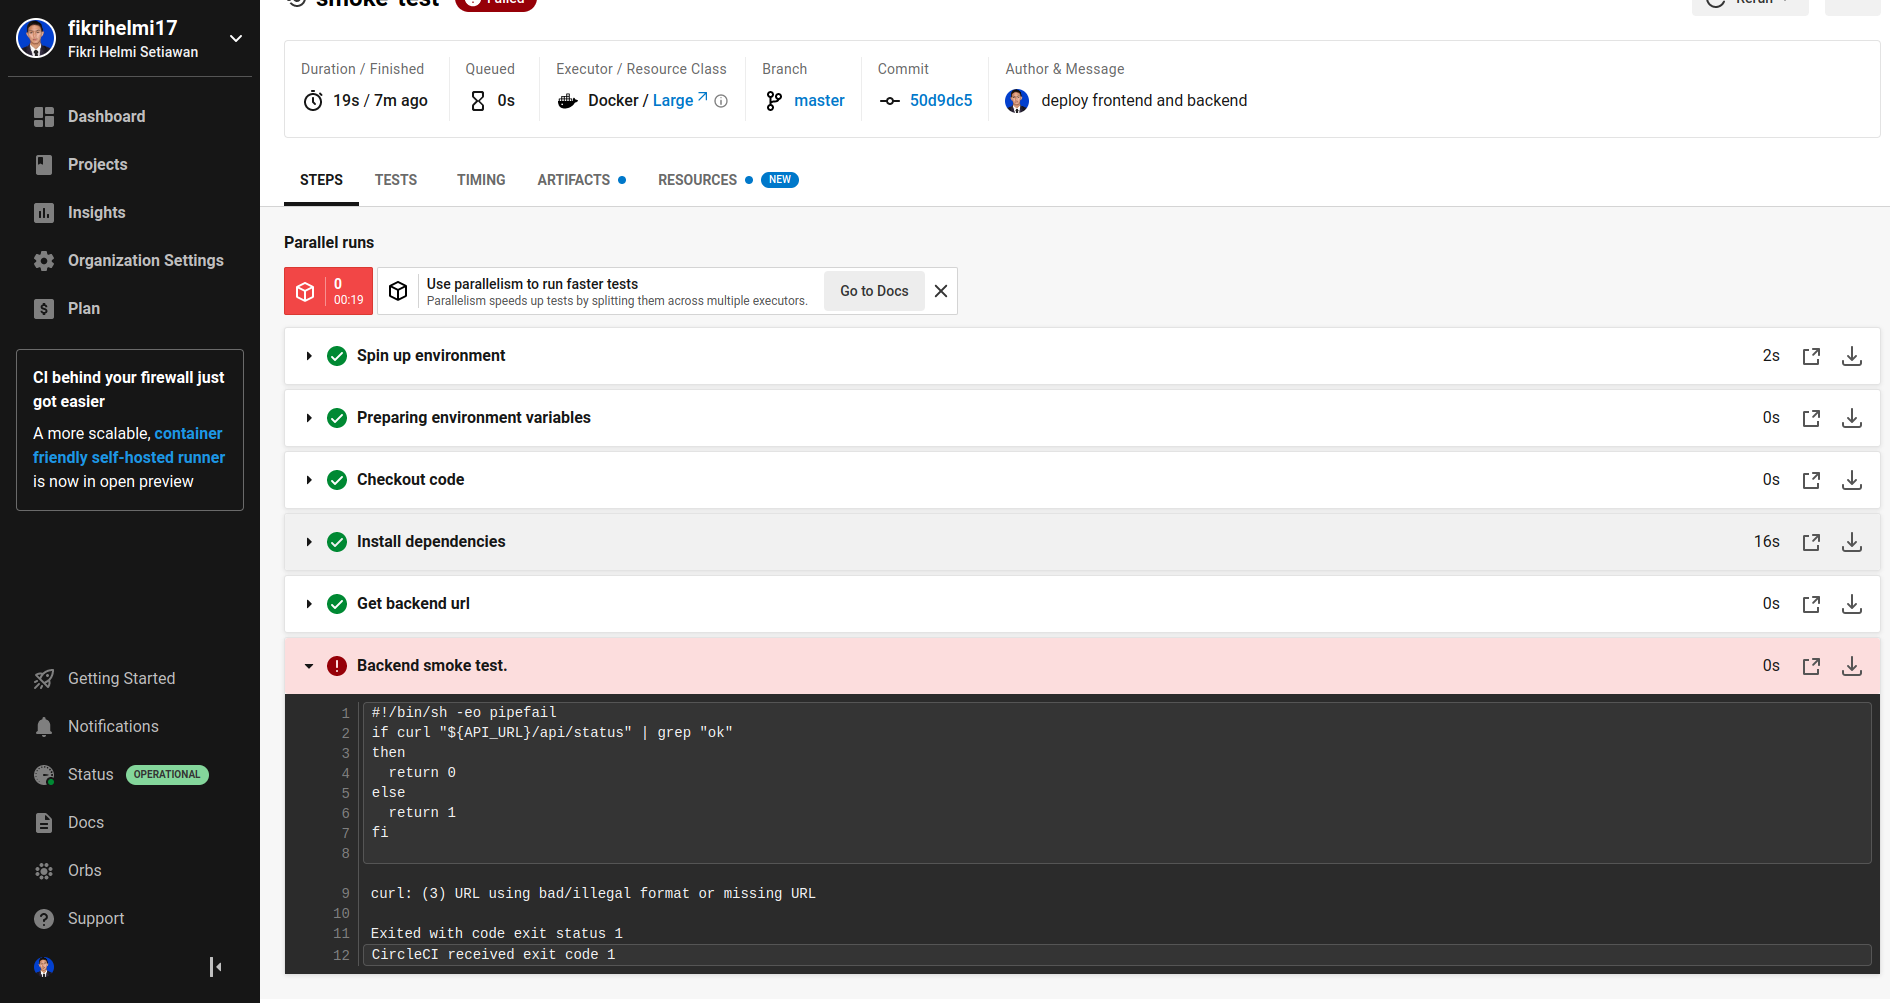 fikrihelmi17
Fikri Helmi Setiawan
Dashboard
Projects
Insights
Organization Settings
Plan
CI behind your firewall just
got easier
A more scalable, container
friendly self-hosted runner
is now in open preview
Getting Started
Notifications
Status OPERATIONAL
Docs
Orbs
Support
smoke-test Failed
Rerun
Duration / Finished
19s / 7m ago
Queued
0s
Executor / Resource Class
Docker / Large
Branch
master
Commit
50d9dc5
Author & Message
deploy frontend and backend
STEPS TESTS TIMING ARTIFACTS RESOURCES NEW
Parallel runs
0
00:19
Use parallelism to run faster tests
Parallelism speeds up tests by splitting them across multiple executors.
Go to Docs
Spin up environment 2s
Preparing environment variables 0s
Checkout code 0s
Install dependencies 16s
Get backend url 0s
Backend smoke test. 0s
1 #!/bin/sh -eo pipefail
2 if curl "${API_URL}/api/status" | grep "ok"
3 then
4   return 0
5 else
6   return 1
7 fi
8
9 curl: (3) URL using bad/illegal format or missing URL
10
11 Exited with code exit status 1
12 CircleCI received exit code 1